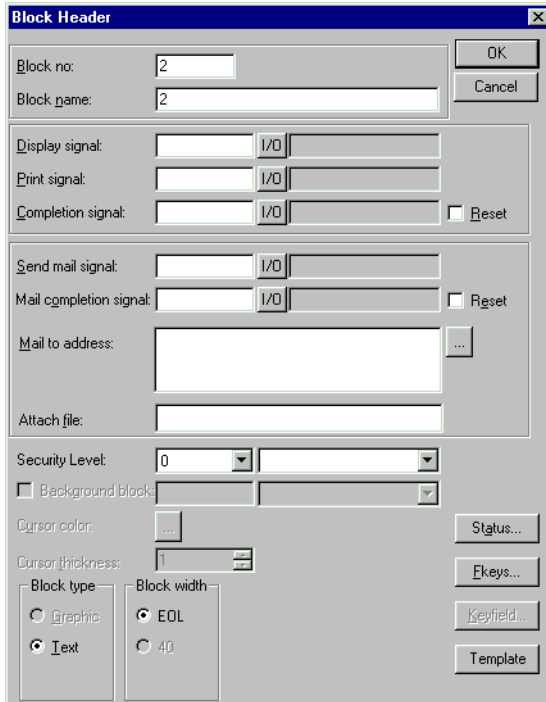 Block Header
OK
Block no: 2
Cancel
Block name: 2
Display signal: I/O
Print signal: I/O
Completion signal: I/O Reset
Send mail signal: I/O
Mail completion signal: I/O Reset
Mail to address: ...
Attach file:
Security Level: 0
Background block:
Cursor color: ...
Status...
Cursor thickness: 1
Fkeys...
Block type Block width
Graphic EOL Keyfield...
Text 40
Template